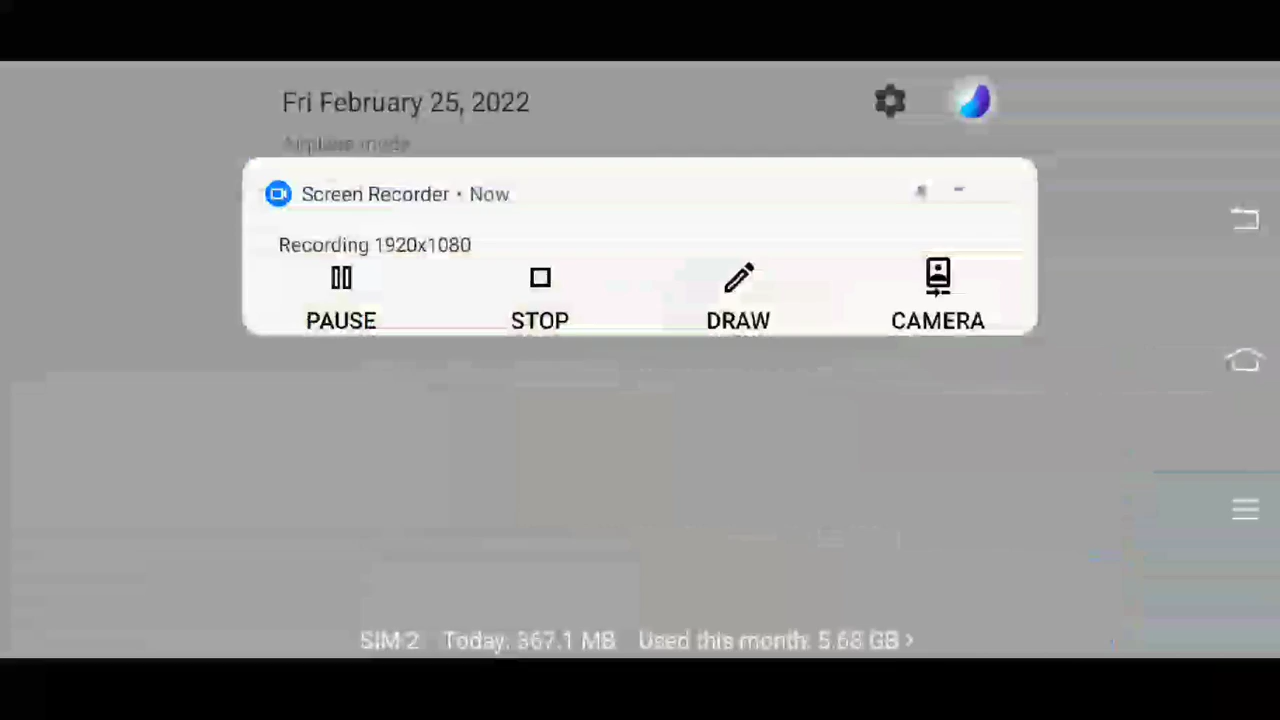 Fri February 25, 2022
Airplane mode
Screen Recorder • Now
Recording 1920x1080
PAUSE STOP DRAW CAMERA
SIM 2 Today: 367.1 MB Used this month: 5.68 GB >